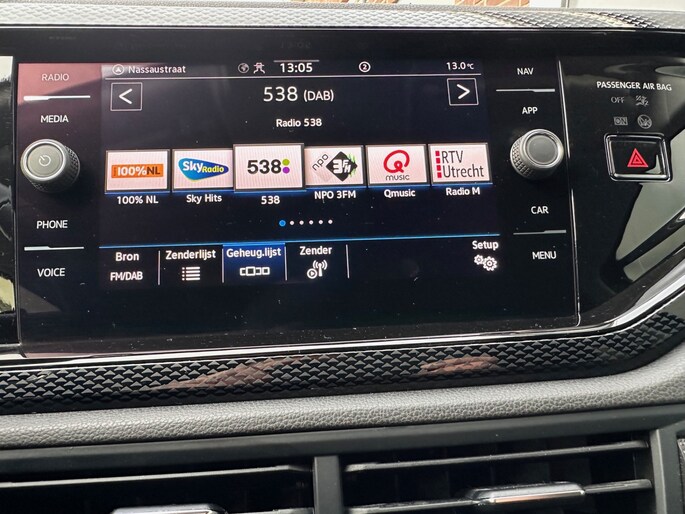 RADIO
MEDIA
PHONE
VOICE
Nassaustraat 13:05 2 13.0°C
538 (DAB)
Radio 538
100%NL
Sky Radio
538
npo 3FM
Q music
RTV Utrecht
100% NL Sky Hits 538 NPO 3FM Qmusic Radio M
Bron Zenderlijst Geheug.lijst Zender Setup
FM/DAB
NAV
APP
CAR
MENU
PASSENGER AIR BAG
OFF